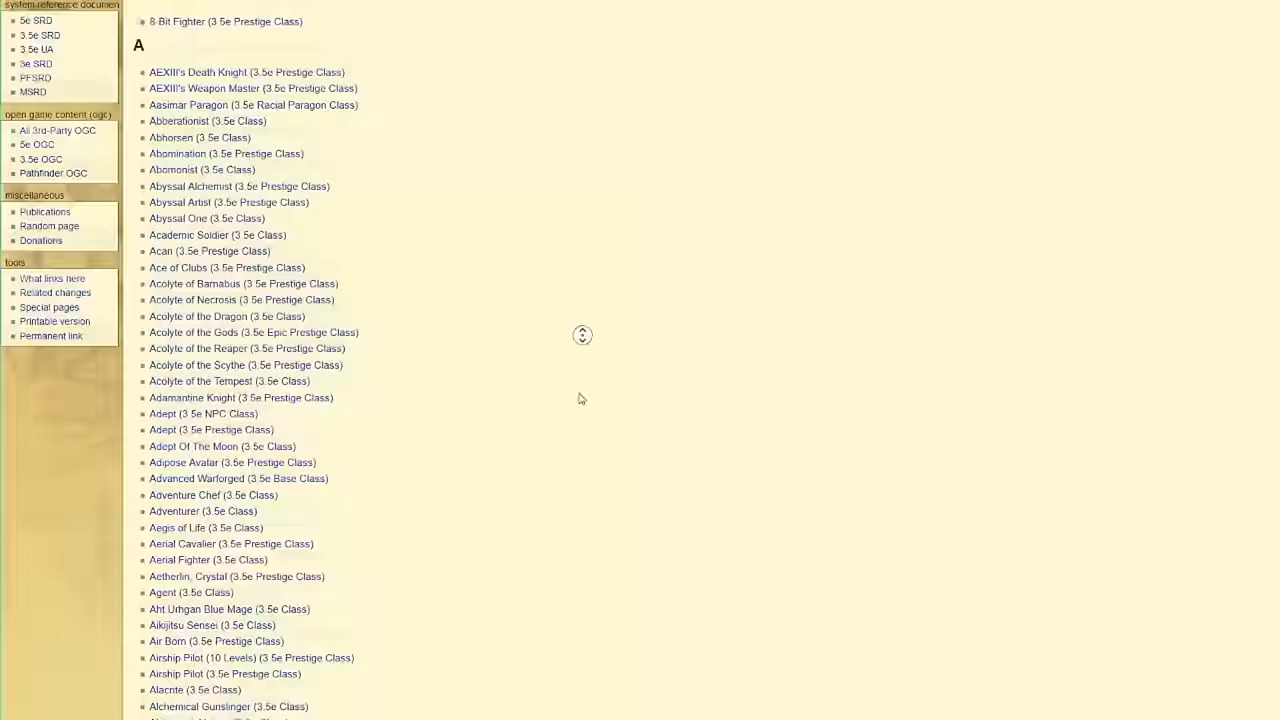 system reference documen
5e SRD
3.5e SRD
3.5e UA
3e SRD
PFSRD
MSRD
open game content (ogc)
All 3rd-Party OGC
5e OGC
3.5e OGC
Pathfinder OGC
miscellaneous
Publications
Random page
Donations
tools
What links here
Related changes
Special pages
Printable version
Permanent link
8-Bit Fighter (3.5e Prestige Class)
A
AEXIII's Death Knight (3.5e Prestige Class)
AEXIII's Weapon Master (3.5e Prestige Class)
Aasimar Paragon (3.5e Racial Paragon Class)
Abberationist (3.5e Class)
Abhorsen (3.5e Class)
Abomination (3.5e Prestige Class)
Abomonist (3.5e Class)
Abyssal Alchemist (3.5e Prestige Class)
Abyssal Artist (3.5e Prestige Class)
Abyssal One (3.5e Class)
Academic Soldier (3.5e Class)
Acan (3.5e Prestige Class)
Ace of Clubs (3.5e Prestige Class)
Acolyte of Barnabus (3.5e Prestige Class)
Acolyte of Necrosis (3.5e Prestige Class)
Acolyte of the Dragon (3.5e Class)
Acolyte of the Gods (3.5e Epic Prestige Class)
Acolyte of the Reaper (3.5e Prestige Class)
Acolyte of the Scythe (3.5e Prestige Class)
Acolyte of the Tempest (3.5e Class)
Adamantine Knight (3.5e Prestige Class)
Adept (3.5e NPC Class)
Adept (3.5e Prestige Class)
Adept Of The Moon (3.5e Class)
Adipose Avatar (3.5e Prestige Class)
Advanced Warforged (3.5e Base Class)
Adventure Chef (3.5e Class)
Adventurer (3.5e Class)
Aegis of Life (3.5e Class)
Aerial Cavalier (3.5e Prestige Class)
Aerial Fighter (3.5e Class)
Aetherlin, Crystal (3.5e Prestige Class)
Agent (3.5e Class)
Aht Urhgan Blue Mage (3.5e Class)
Aikijitsu Sensei (3.5e Class)
Air Born (3.5e Prestige Class)
Airship Pilot (10 Levels) (3.5e Prestige Class)
Airship Pilot (3.5e Prestige Class)
Alacrite (3.5e Class)
Alchemical Gunslinger (3.5e Class)